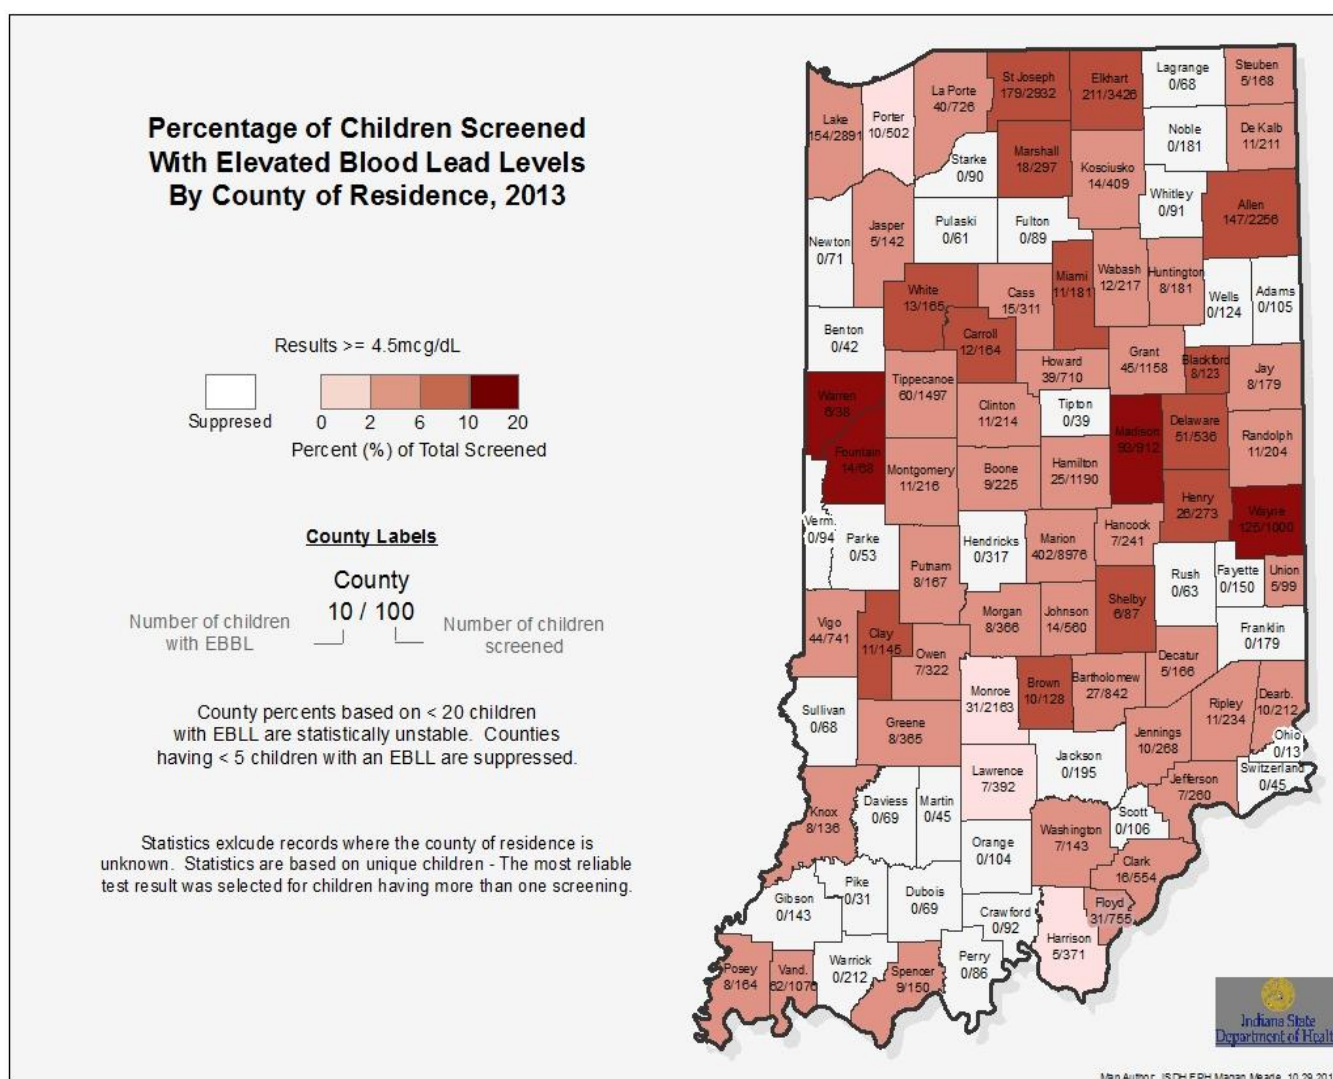 Percentage of Children Screened
With Elevated Blood Lead Levels
By County of Residence, 2013
Results >= 4.5mcg/dL
Suppresed
0 2 6 10 20
Percent (%) of Total Screened
County Labels
County
10 / 100
Number of children
with EBBL
Number of children
screened
County percents based on < 20 children
with EBLL are statistically unstable. Counties
having < 5 children with an EBLL are suppressed.
Statistics exlcude records where the county of residence is
unknown. Statistics are based on unique children - The most reliable
test result was selected for children having more than one screening.
Lake
154/2891
Porter
10/502
La Porte
40/726
St Joseph
179/2932
Elkhart
211/3426
Lagrange
0/68
Steuben
5/168
Noble
0/181
De Kalb
11/211
Starke
0/90
Marshall
18/297
Kosciusko
14/409
Whitley
0/91
Allen
147/2256
Newton
0/71
Jasper
5/142
Pulaski
0/61
Fulton
0/89
White
13/165
Cass
15/311
Miami
11/181
Wabash
12/217
Huntington
8/181
Wells
0/124
Adams
0/105
Benton
0/42
Carroll
12/164
Howard
39/710
Grant
45/1158
Blackford
8/123
Jay
8/179
Warren
6/38
Tippecanoe
60/1497
Clinton
11/214
Tipton
0/39
Madison
93/912
Delaware
51/536
Randolph
11/204
Fountain
14/68
Montgomery
11/216
Boone
9/225
Hamilton
25/1190
Henry
26/273
Wayne
125/1000
Verm.
0/94
Parke
0/53
Putnam
8/167
Hendricks
0/317
Marion
402/8976
Hancock
7/241
Rush
0/63
Fayette
0/150
Union
5/99
Vigo
44/741
Clay
11/145
Owen
7/322
Morgan
8/366
Johnson
14/560
Shelby
6/87
Franklin
0/179
Decatur
5/166
Sullivan
0/68
Greene
8/365
Monroe
31/2163
Brown
10/128
Bartholomew
27/842
Ripley
11/234
Dearb.
10/212
Ohio
0/13
Jennings
10/268
Jackson
0/195
Switzerland
0/45
Jefferson
7/260
Lawrence
7/392
Knox
8/136
Daviess
0/69
Martin
0/45
Scott
0/106
Orange
0/104
Washington
7/143
Clark
16/554
Floyd
31/755
Gibson
0/143
Pike
0/31
Dubois
0/69
Crawford
0/92
Harrison
5/371
Posey
8/164
Vand.
62/1076
Warrick
0/212
Spencer
9/150
Perry
0/86
Indiana State
Department of Healt
Map Author: ISDH EPH Magan Meade, 10.29.201